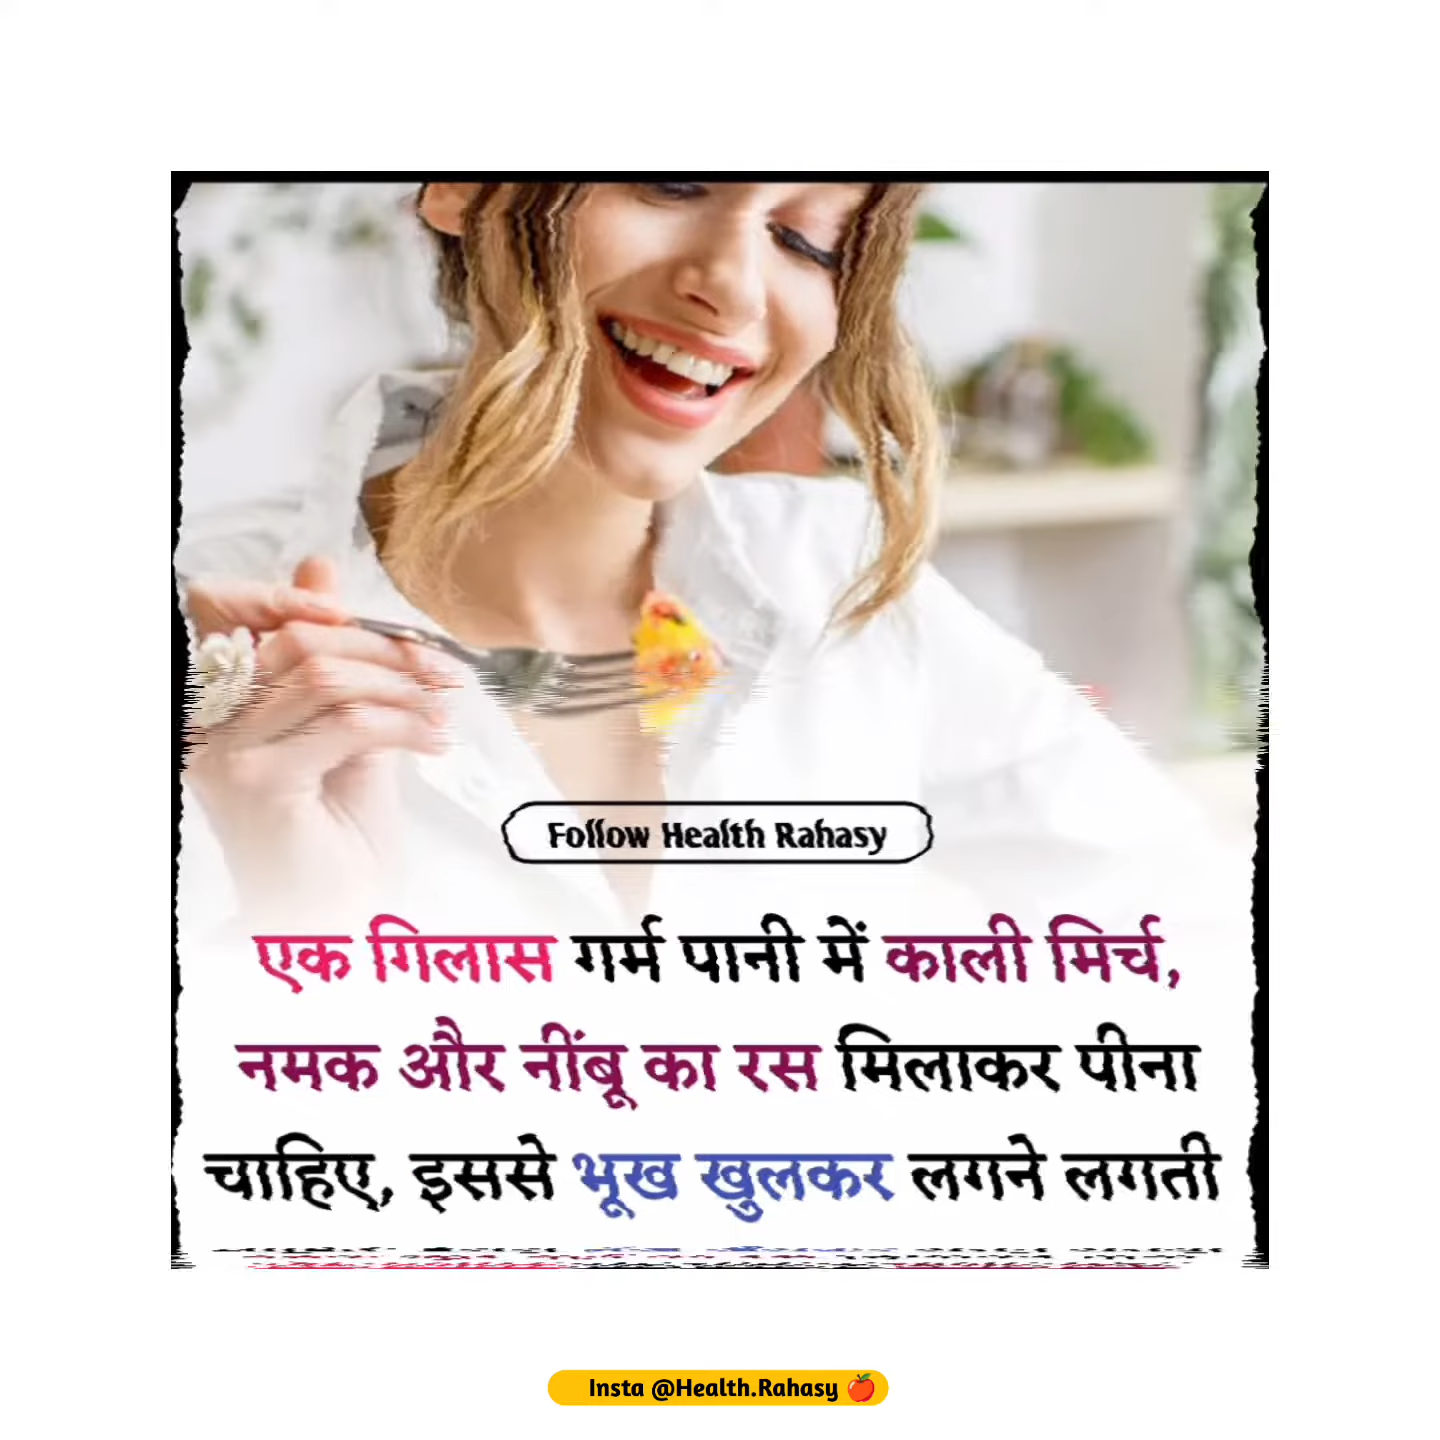 Follow Health Rahasy
एक गिलास गर्म पानी में काली मिर्च,
नमक और नींबू का रस मिलाकर पीना
चाहिए, इससे भूख खुलकर लगने लगती
Insta @Health.Rahasy